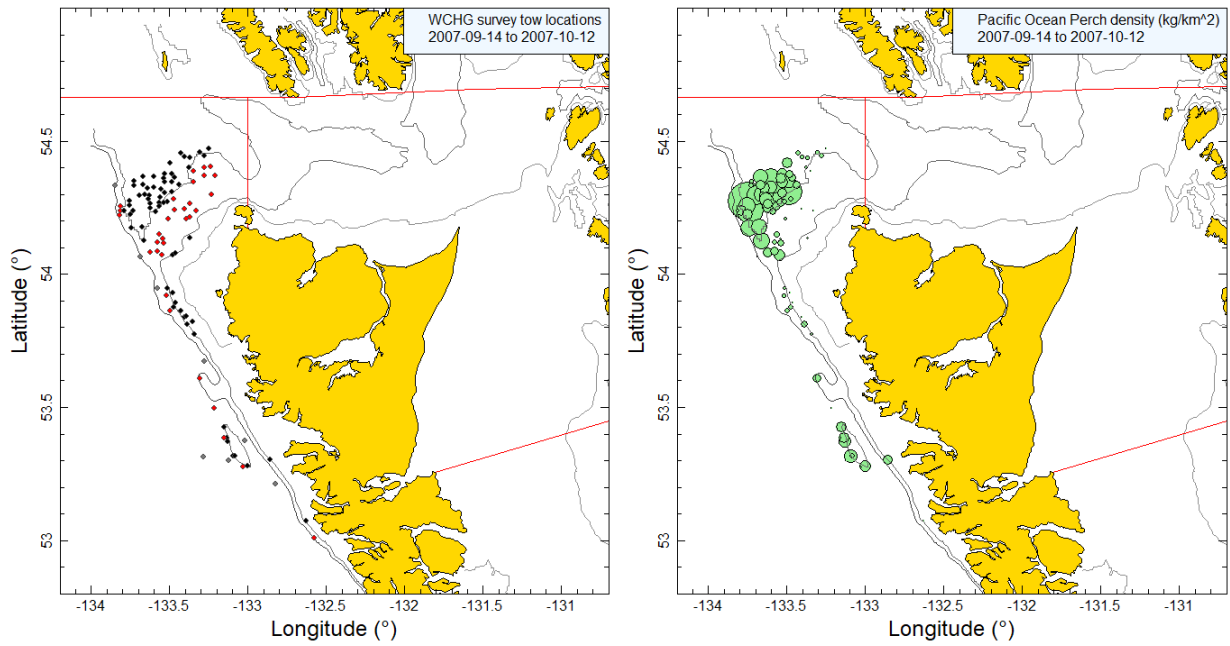 WCHG survey tow locations
2007-09-14 to 2007-10-12
54.5
54
53.5
53
Latitude (°)
-134
-133.5
-133
-132.5
-132
-131.5
-131
Longitude (°)
Pacific Ocean Perch density (kg/km^2)
2007-09-14 to 2007-10-12
54.5
54
53.5
53
Latitude (°)
-134
-133.5
-133
-132.5
-132
-131.5
-131
Longitude (°)